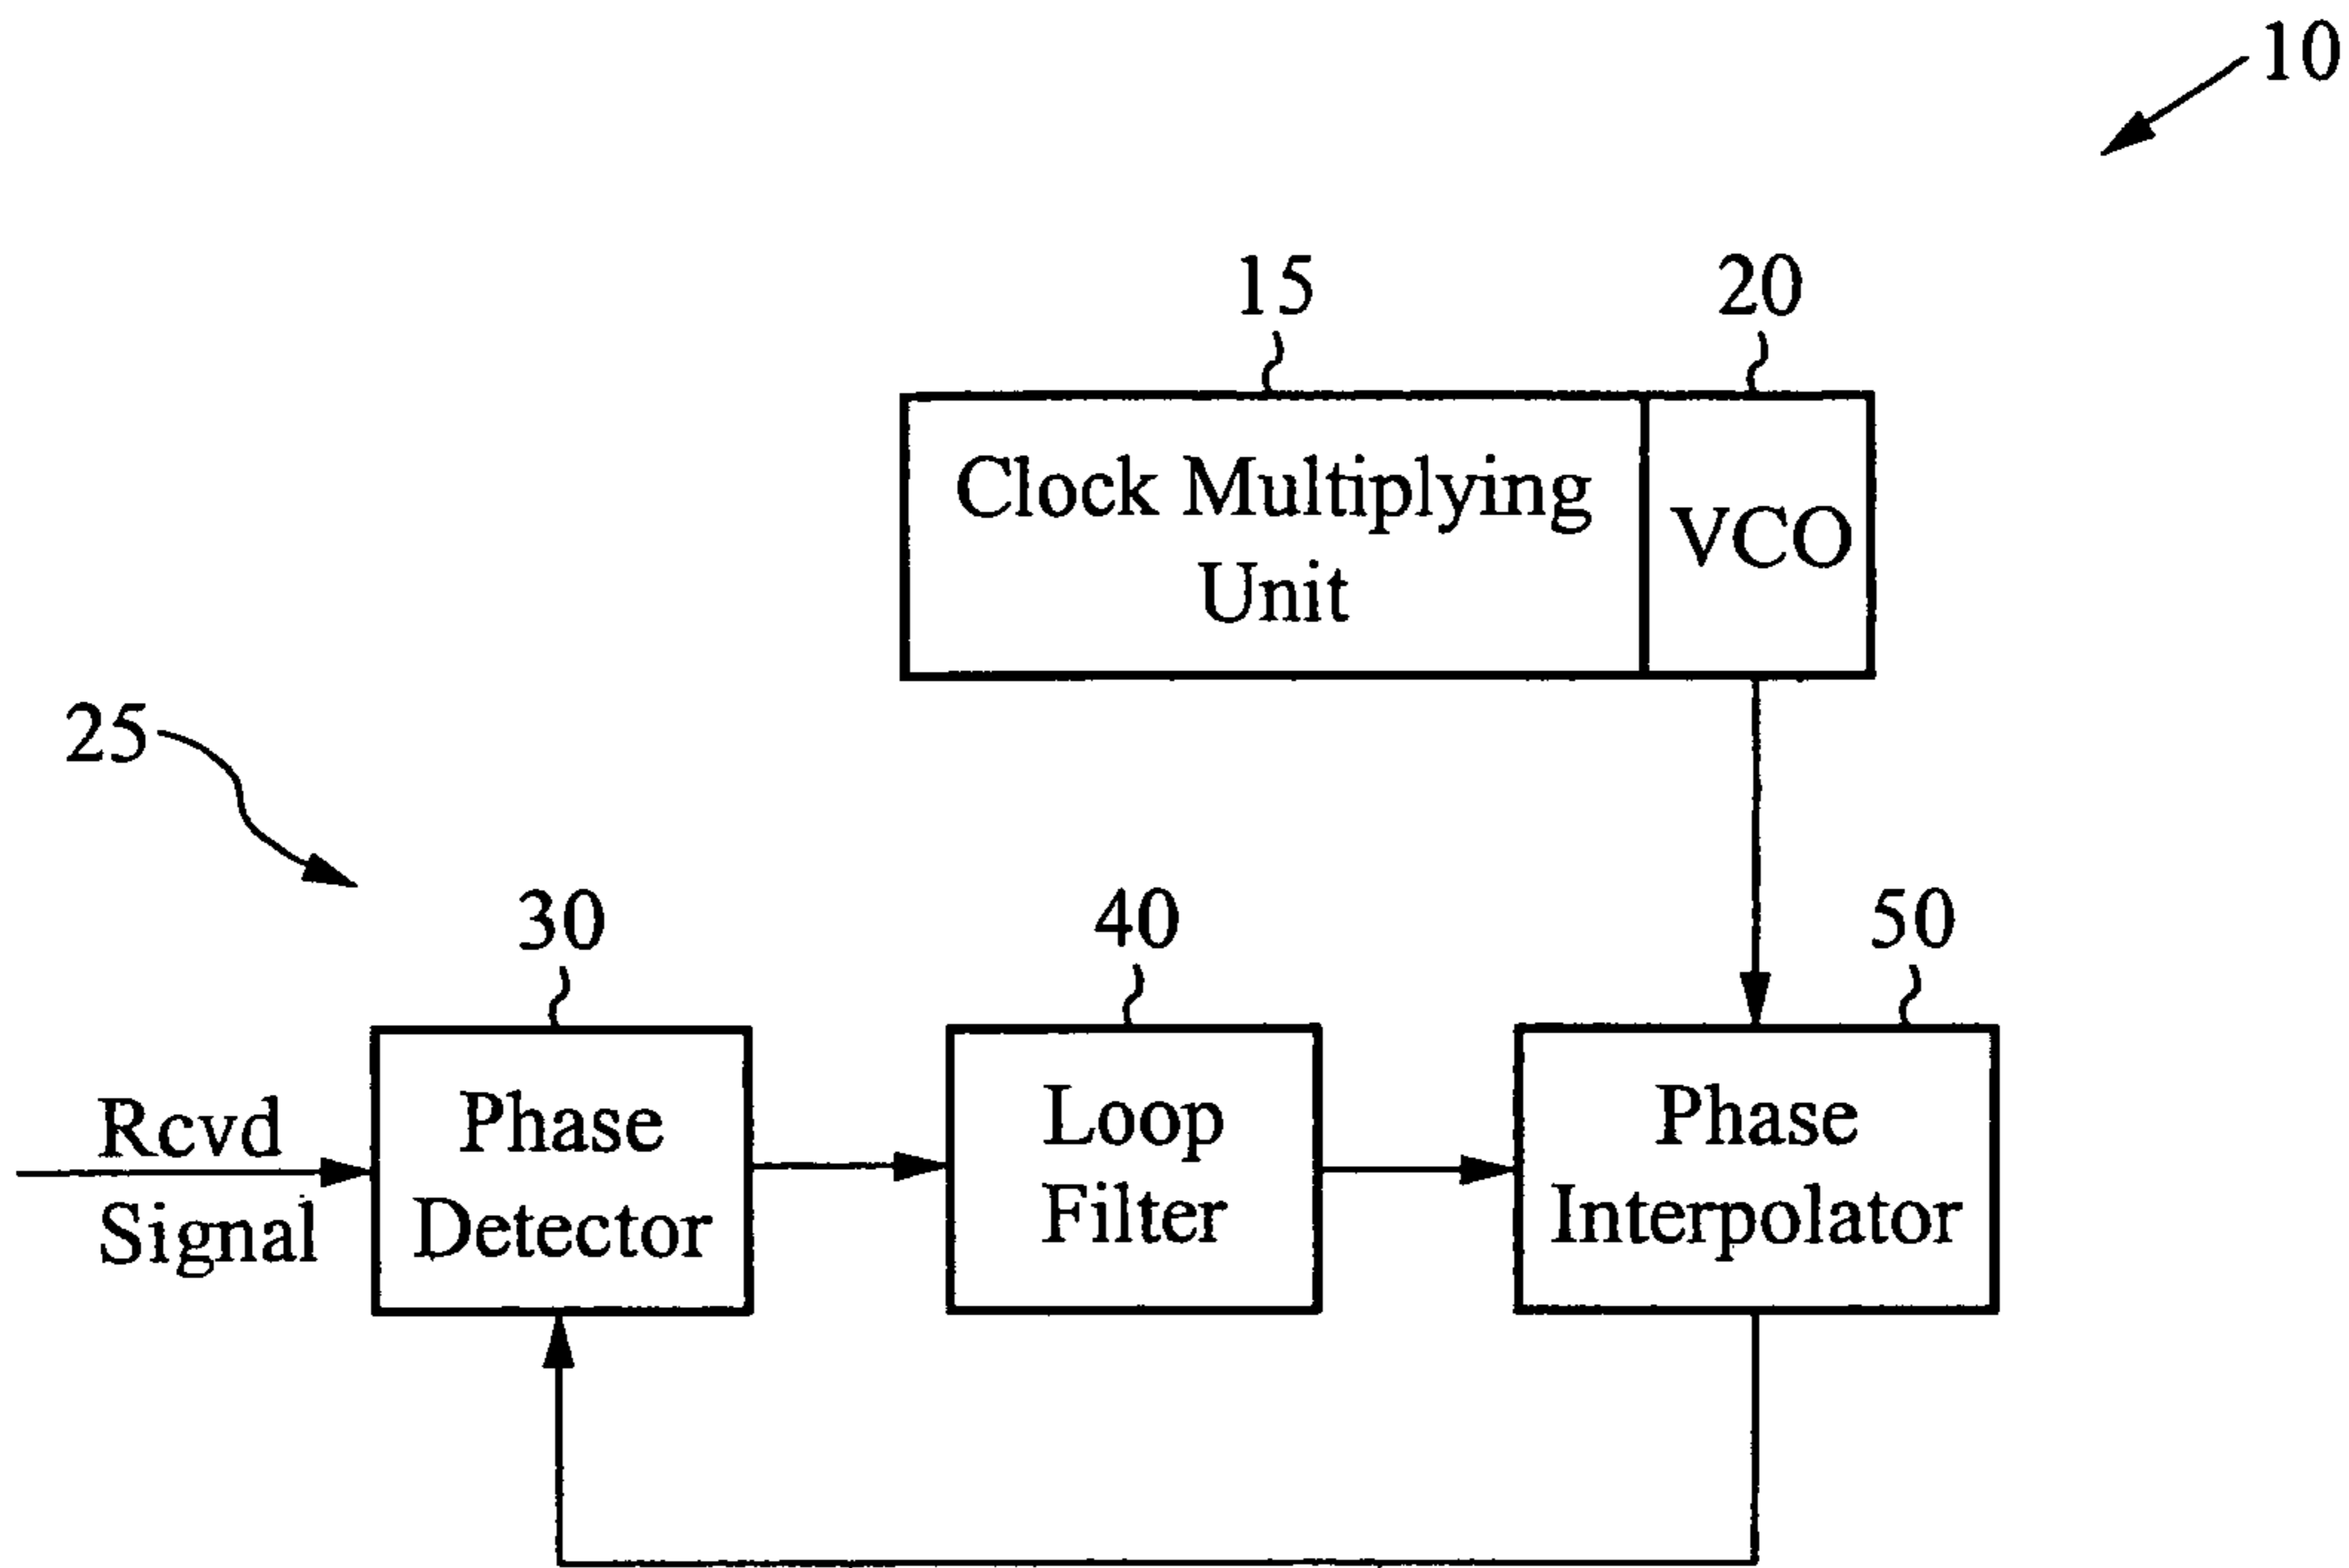 10
15
20
Clock Multiplying
Unit
VCO
25
30
40
50
Rcvd
Signal
Phase
Detector
Loop
Filter
Phase
Interpolator